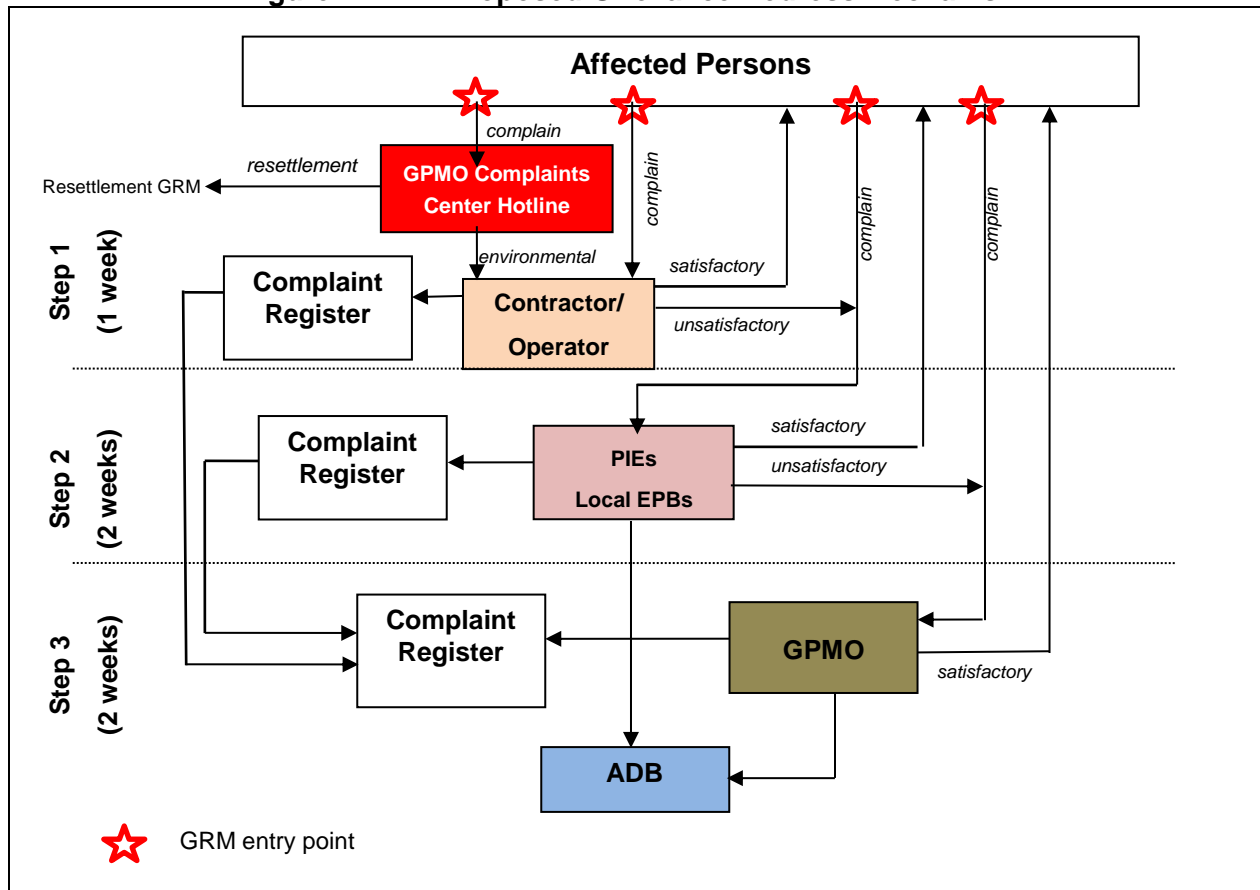 Affected Persons
complain
resettlement
GPMO Complaints
Center Hotline
Resettlement GRM
complain
complain
complain
Step 1
(1 week)
environmental
Complaint
Register
Contractor/
Operator
satisfactory
unsatisfactory
Step 2
(2 weeks)
Complaint
Register
PIEs
Local EPBs
satisfactory
unsatisfactory
Step 3
(2 weeks)
Complaint
Register
GPMO
satisfactory
ADB
GRM entry point